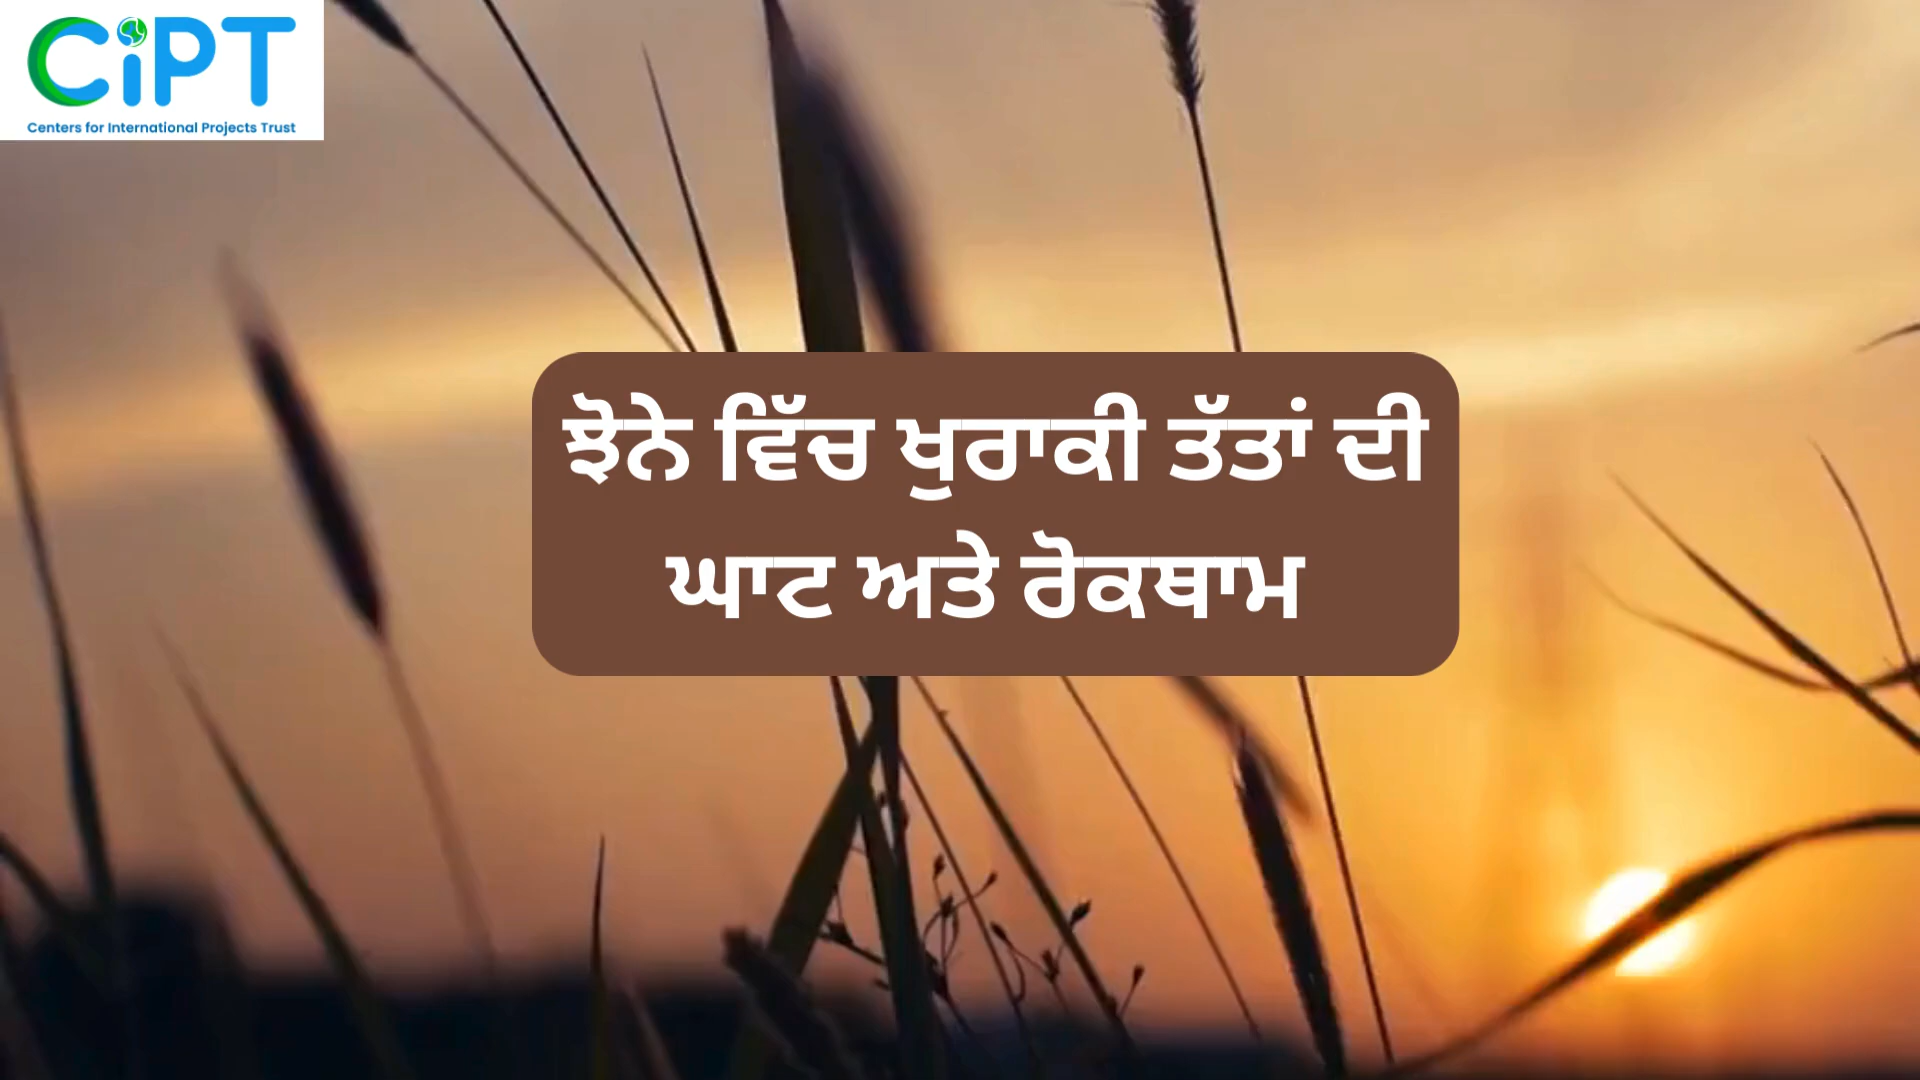 CiPT
Centers for International Projects Trust
ਝੋਨੇ ਵਿੱਚ ਖੁਰਾਕੀ ਤੱਤਾਂ ਦੀ
ਘਾਟ ਅਤੇ ਰੋਕਥਾਮ